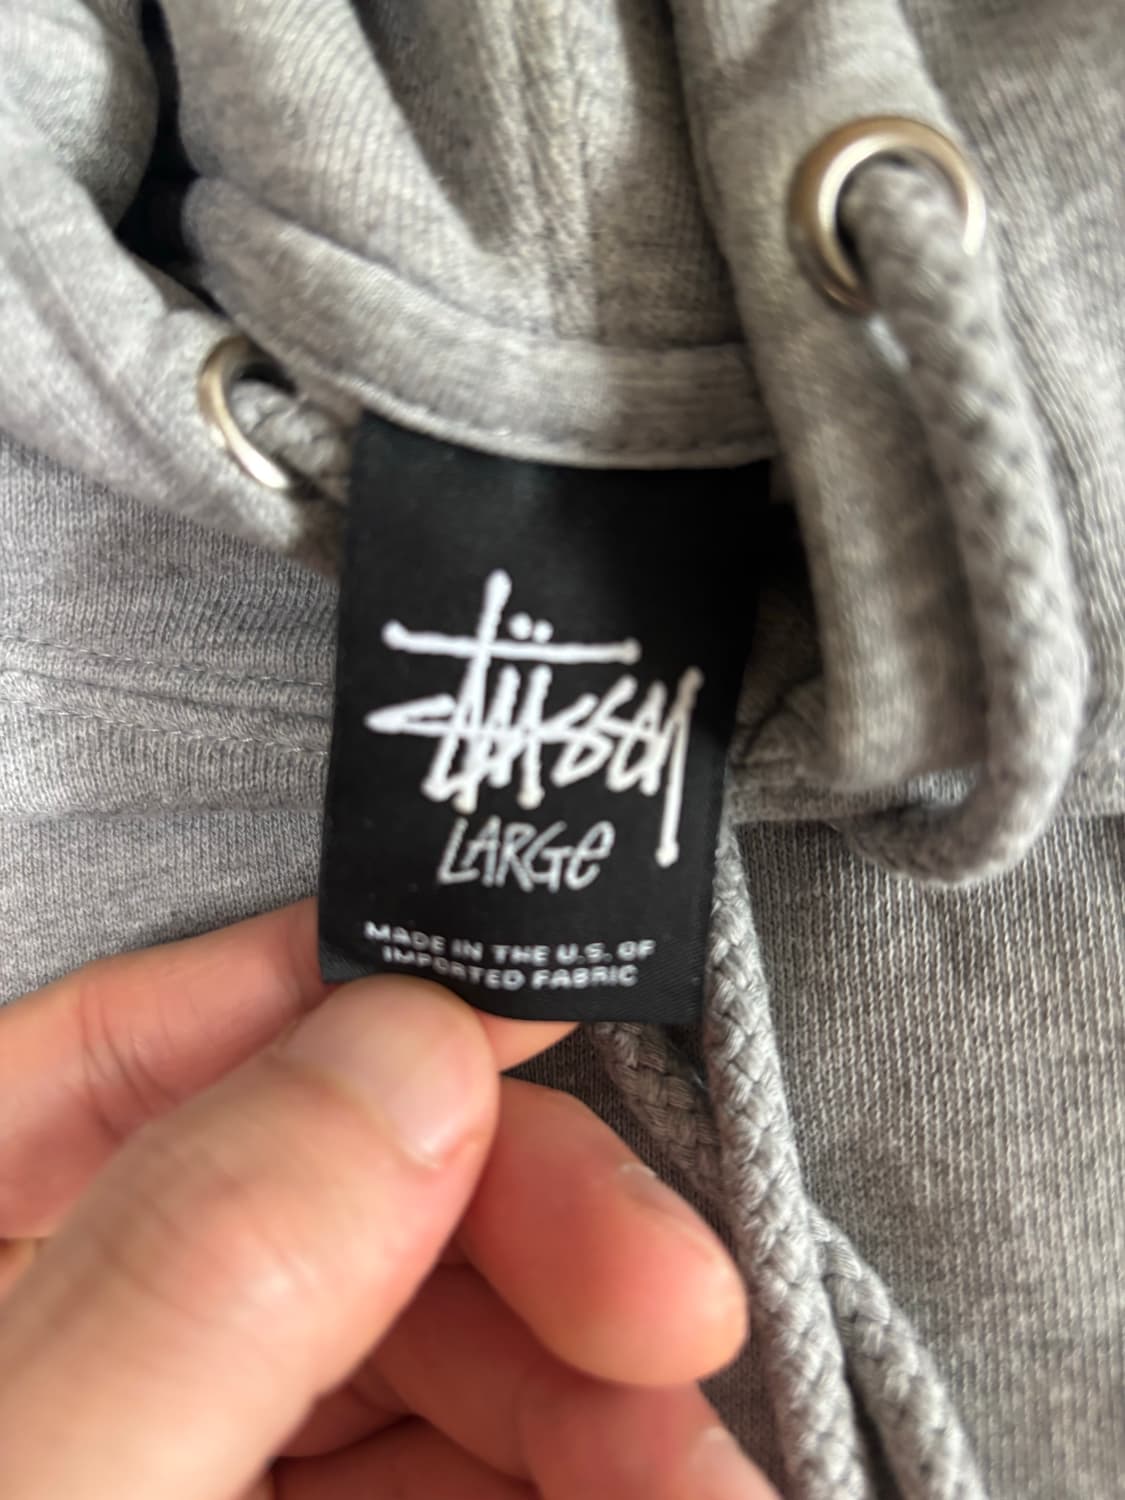 Stüssy
LARGe
MADE IN THE U.S. OF
IMPORTED FABRIC